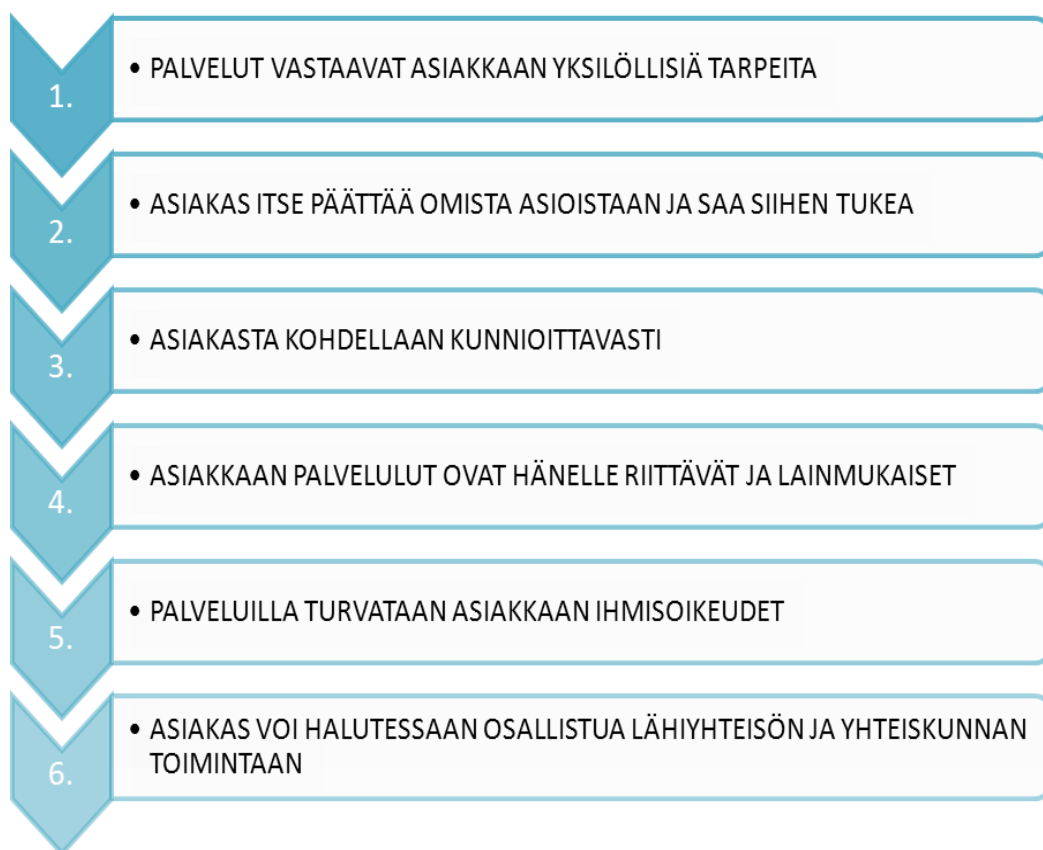 1.
• PALVELUT VASTAAVAT ASIAKKAAN YKSILÖLLISIÄ TARPEITA
2.
• ASIAKAS ITSE PÄÄTTÄÄ OMISTA ASIOISTAAN JA SAA SIIHEN TUKEA
3.
• ASIAKASTA KOHDELLAAN KUNNIOITTAVASTI
4.
• ASIAKKAAN PALVELULUT OVAT HÄNELLE RIITTÄVÄT JA LAINMUKAISET
5.
• PALVELUILLA TURVATAAN ASIAKKAAN IHMISOIKEUDET
6.
• ASIAKAS VOI HALUTESSAAN OSALLISTUA LÄHIYHTEISÖN JA YHTEISKUNNAN
TOIMINTAAN